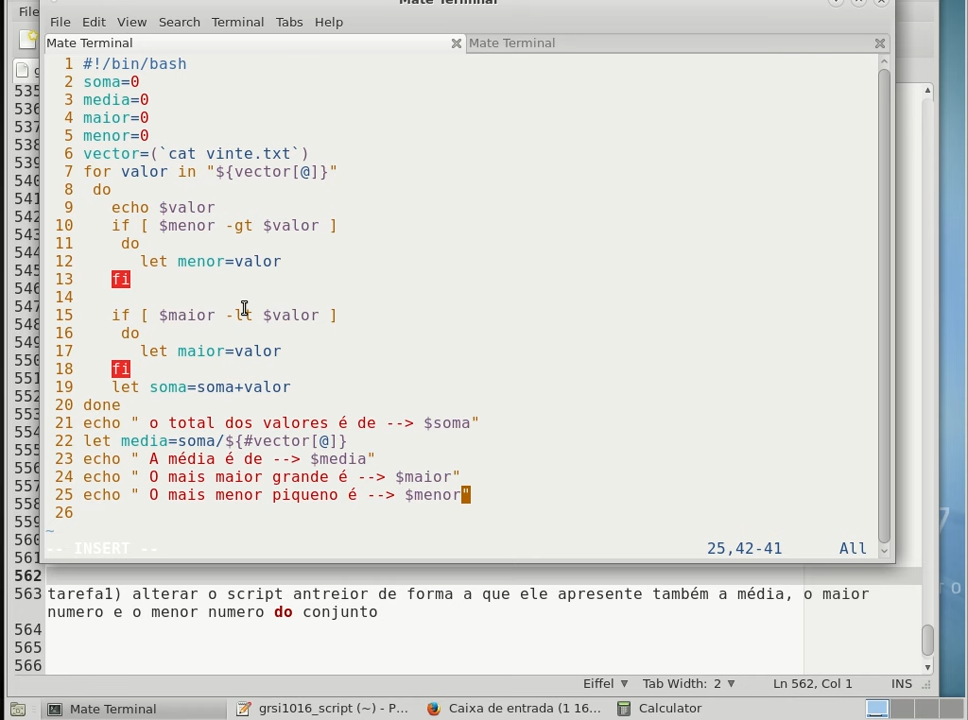 File
Mate Terminal
File Edit View Search Terminal Tabs Help
Mate Terminal
Mate Terminal
1 #!/bin/bash
2 soma=0
3 media=0
4 maior=0
5 menor=0
6 vector=(`cat vinte.txt`)
7 for valor in "${vector[@]}"
8 do
9 echo $valor
10 if [ $menor -gt $valor ]
11 do
12 let menor=valor
13 fi
14
15 if [ $maior -lt $valor ]
16 do
17 let maior=valor
18 fi
19 let soma=soma+valor
20 done
21 echo " o total dos valores é de --> $soma"
22 let media=soma/${#vector[@]}
23 echo " A média é de --> $media"
24 echo " O mais maior grande é --> $maior"
25 echo " O mais menor piqueno é --> $menor"
26
~
-- INSERT -- 25,42-41 All
535
536
537
538
539
540
541
542
543
544
545
546
547
548
549
550
551
552
553
554
555
556
557
558
559
560
561
562
563 tarefa1) alterar o script antreior de forma a que ele apresente também a média, o maior
numero e o menor numero do conjunto
564
565
566
Eiffel Tab Width: 2 Ln 562, Col 1 INS
Mate Terminal grsi1016_script (~) - P... Caixa de entrada (1 16... Calculator